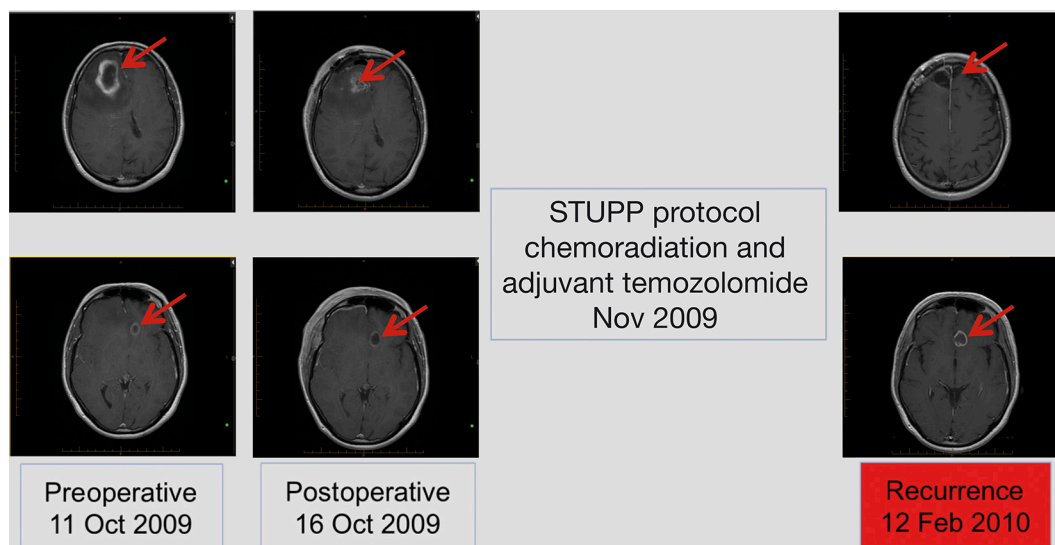 STUPP protocol
chemoradiation and
adjuvant temozolomide
Nov 2009
Preoperative
11 Oct 2009
Postoperative
16 Oct 2009
Recurrence
12 Feb 2010